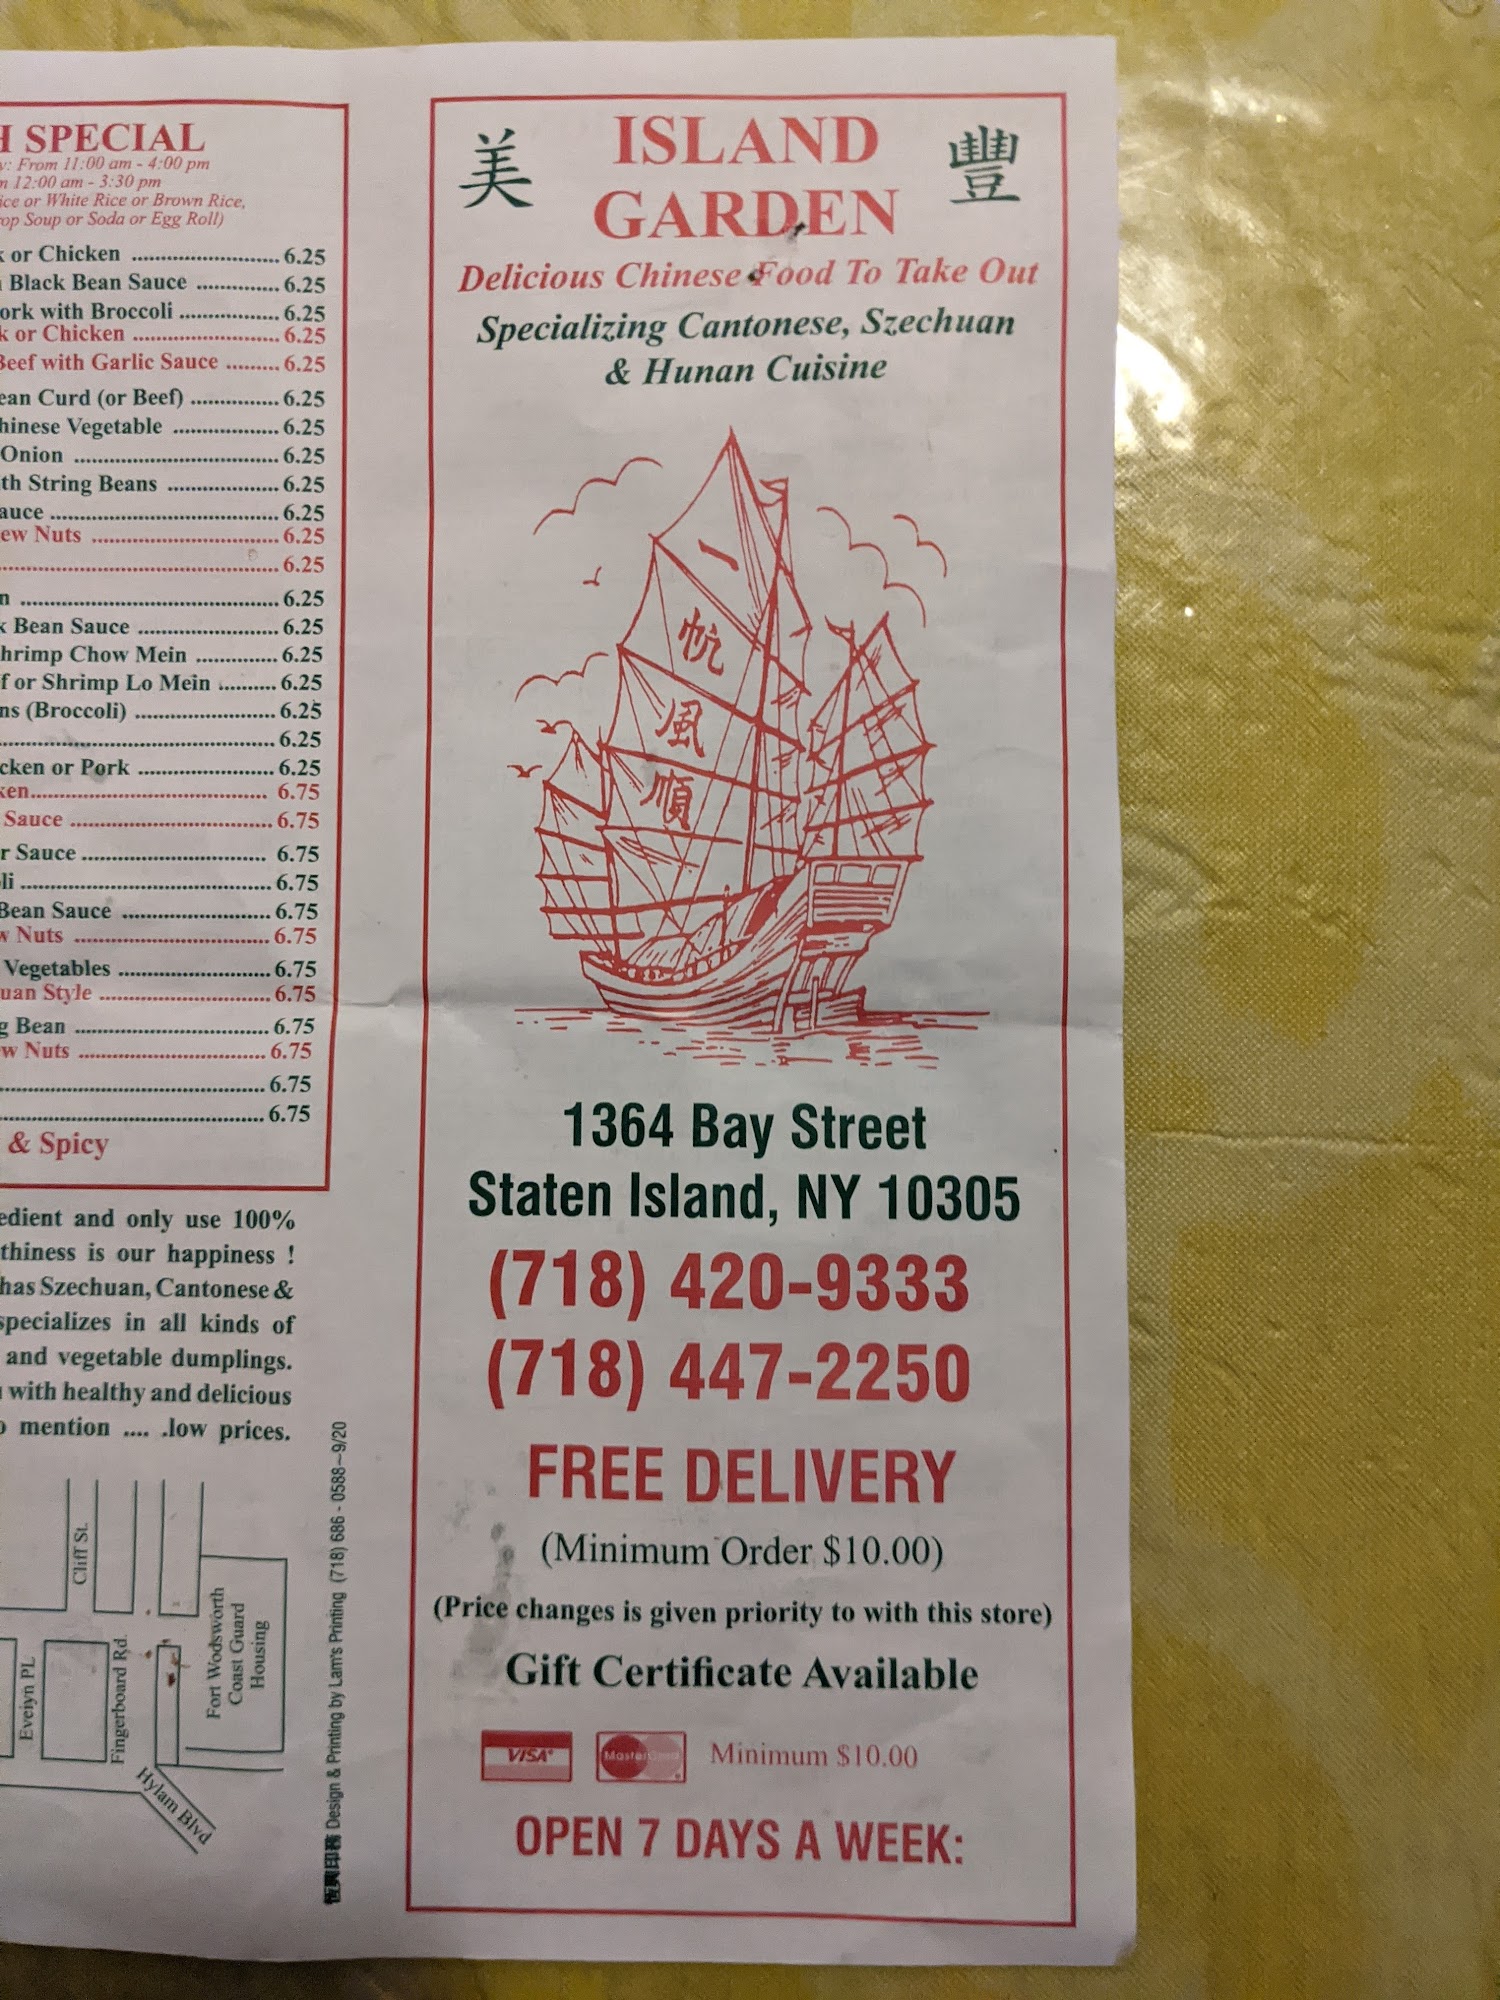 H SPECIAL
y: From 11:00 am - 4:00 pm
m 12:00 am - 3:30 pm
ice or White Rice or Brown Rice,
rop Soup or Soda or Egg Roll)
k or Chicken 6.25
Black Bean Sauce 6.25
ork with Broccoli 6.25
k or Chicken 6.25
Beef with Garlic Sauce 6.25
ean Curd (or Beef) 6.25
hinese Vegetable 6.25
Onion 6.25
th String Beans 6.25
auce 6.25
ew Nuts 6.25
6.25
n 6.25
k Bean Sauce 6.25
hrimp Chow Mein 6.25
f or Shrimp Lo Mein 6.25
ns (Broccoli) 6.25
6.25
cken or Pork 6.25
ken 6.75
Sauce 6.75
r Sauce 6.75
li 6.75
Bean Sauce 6.75
w Nuts 6.75
Vegetables 6.75
uan Style 6.75
g Bean 6.75
w Nuts 6.75
6.75
6.75
& Spicy
edient and only use 100%
thiness is our happiness !
has Szechuan, Cantonese &
specializes in all kinds of
and vegetable dumplings.
with healthy and delicious
o mention .... .low prices.
Cliff St.
Eveiyn PL
Fingerboard Rd.
Fort Wodsworth
Coast Guard
Housing
Hylam Blvd
恆興印務 Design & Printing by Lam's Printing (718) 686 - 0588~9/20
美 豐
ISLAND
GARDEN
Delicious Chinese Food To Take Out
Specializing Cantonese, Szechuan
& Hunan Cuisine
一
帆
風
順
1364 Bay Street
Staten Island, NY 10305
(718) 420-9333
(718) 447-2250
FREE DELIVERY
(Minimum Order $10.00)
(Price changes is given priority to with this store)
Gift Certificate Available
VISA MasterCard Minimum $10.00
OPEN 7 DAYS A WEEK: